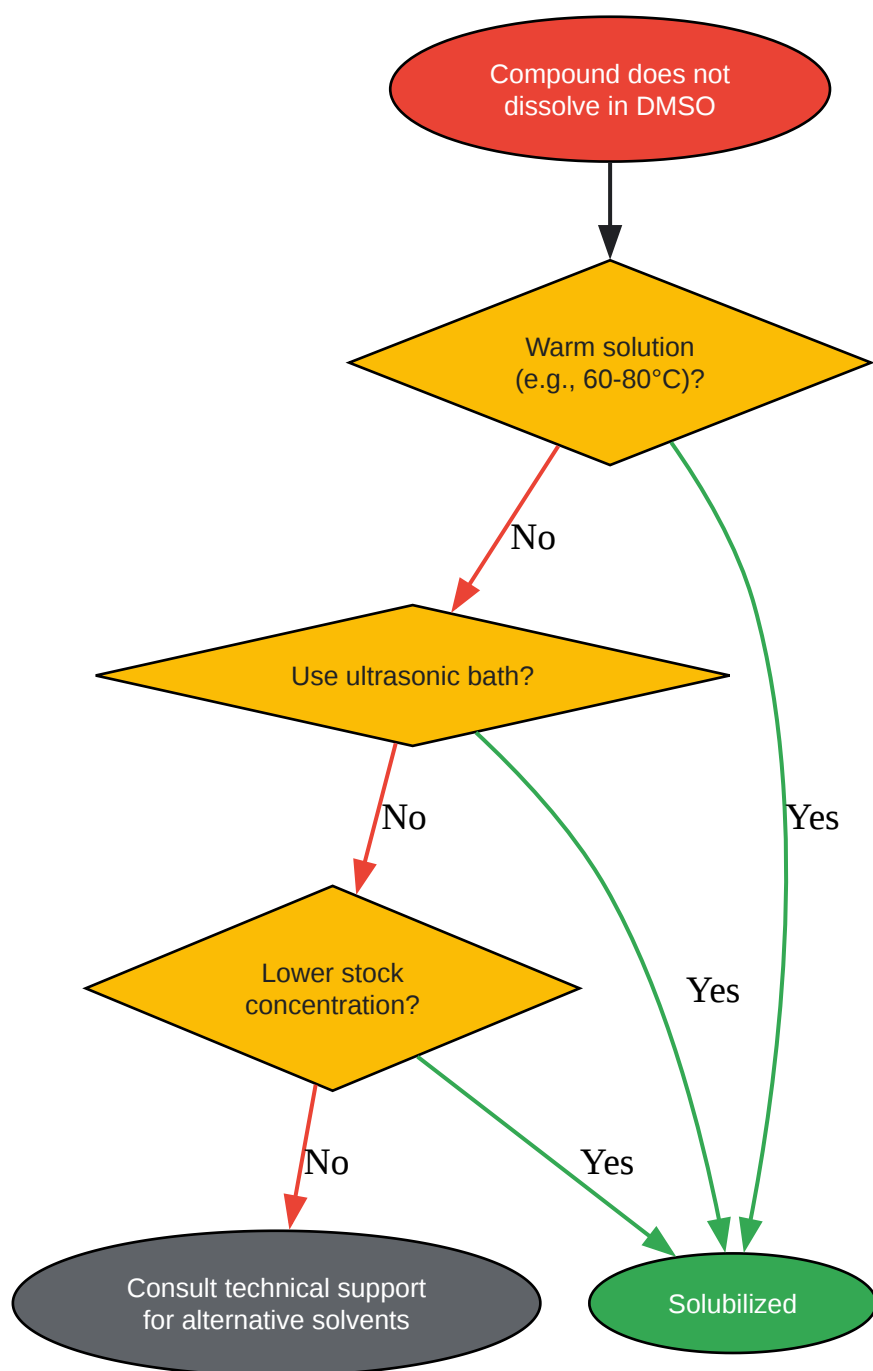 Compound does not
dissolve in DMSO
Warm solution
(e.g., 60-80°C)?
No
Use ultrasonic bath?
No
Yes
Lower stock
concentration?
Yes
No
Yes
Consult technical support
for alternative solvents
Solubilized